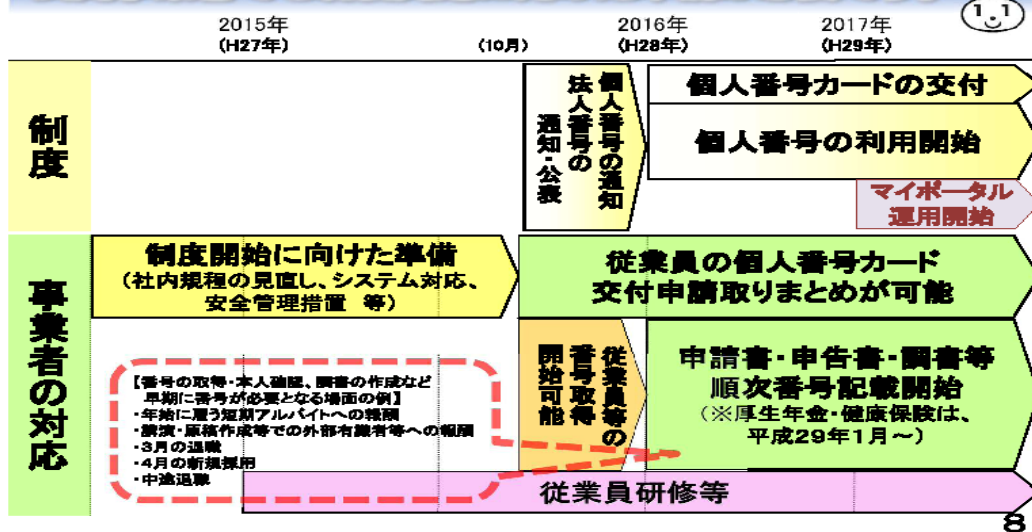 1.1
2015年
(H27年)
(10月)
2016年
(H28年)
2017年
(H29年)
制度
個人番号の通知
法人番号の
通知・公表
個人番号カードの交付
個人番号の利用開始
マイポータル
運用開始
事業者の対応
制度開始に向けた準備
(社内規程の見直し、システム対応、
安全管理措置 等)
従業員の個人番号カード
交付申請取りまとめが可能
従業員等の
番号取得
開始可能
申請書・申告書・調書等
順次番号記載開始
(※厚生年金・健康保険は、
平成29年1月~)
【番号の取得・本人確認、調書の作成など
早期に番号が必要となる場面の例】
・年始に雇う短期アルバイトへの報酬
・講演・原稿作成等での外部有識者等への報酬
・3月の退職
・4月の新規採用
・中途退職
従業員研修等
8